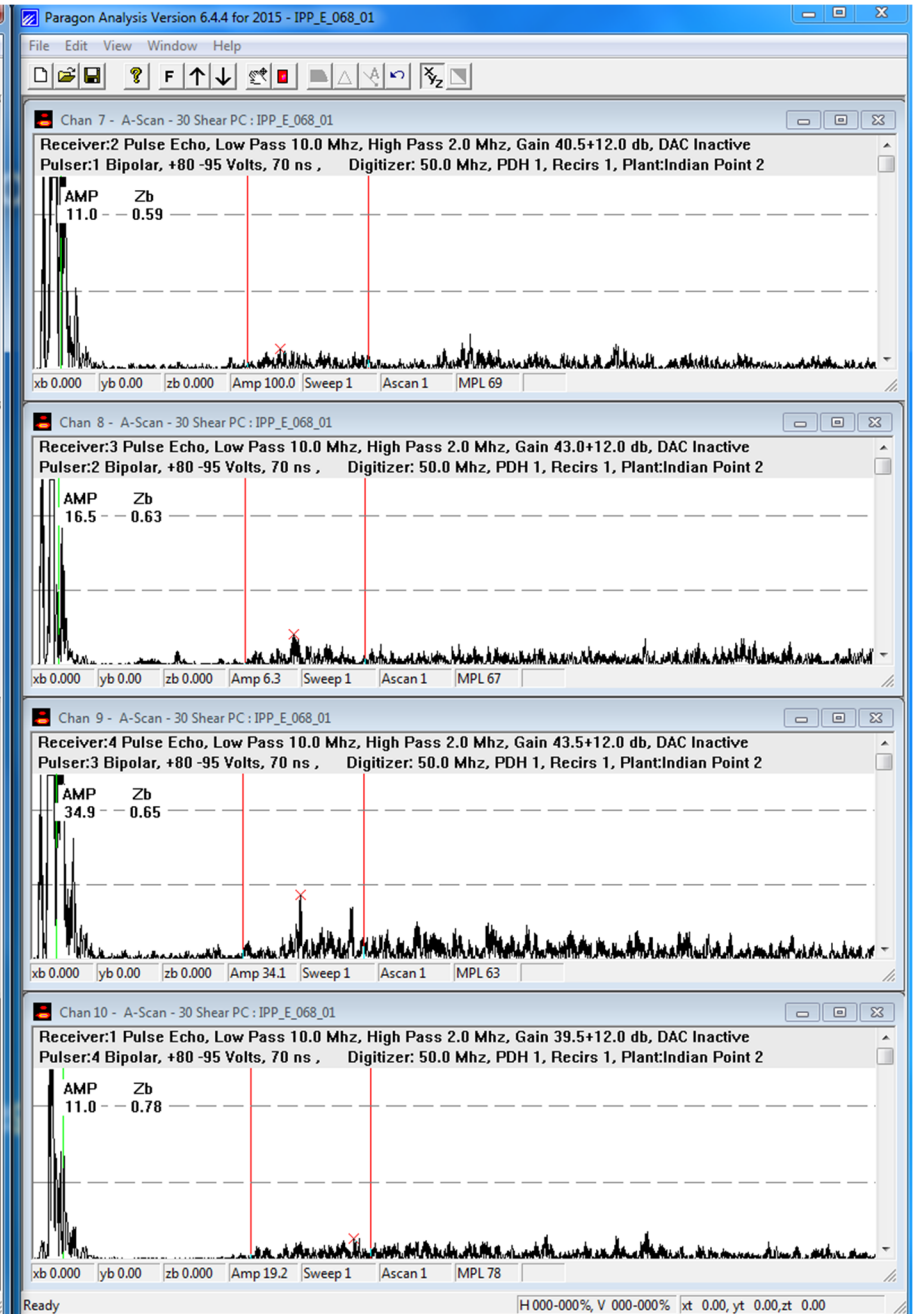 Paragon Analysis Version 6.4.4 for 2015 - IPP_E_068_01
File Edit View Window Help
F
Chan 7 - A-Scan - 30 Shear PC : IPP_E_068_01
Receiver:2 Pulse Echo, Low Pass 10.0 Mhz, High Pass 2.0 Mhz, Gain 40.5+12.0 db, DAC Inactive
Pulser:1 Bipolar, +80 -95 Volts, 70 ns , Digitizer: 50.0 Mhz, PDH 1, Recirs 1, Plant:Indian Point 2
AMP Zb
11.0 0.59
xb 0.000 yb 0.00 zb 0.000 Amp 100.0 Sweep 1 Ascan 1 MPL 69
Chan 8 - A-Scan - 30 Shear PC : IPP_E_068_01
Receiver:3 Pulse Echo, Low Pass 10.0 Mhz, High Pass 2.0 Mhz, Gain 43.0+12.0 db, DAC Inactive
Pulser:2 Bipolar, +80 -95 Volts, 70 ns , Digitizer: 50.0 Mhz, PDH 1, Recirs 1, Plant:Indian Point 2
AMP Zb
16.5 0.63
xb 0.000 yb 0.00 zb 0.000 Amp 6.3 Sweep 1 Ascan 1 MPL 67
Chan 9 - A-Scan - 30 Shear PC : IPP_E_068_01
Receiver:4 Pulse Echo, Low Pass 10.0 Mhz, High Pass 2.0 Mhz, Gain 43.5+12.0 db, DAC Inactive
Pulser:3 Bipolar, +80 -95 Volts, 70 ns , Digitizer: 50.0 Mhz, PDH 1, Recirs 1, Plant:Indian Point 2
AMP Zb
34.9 0.65
xb 0.000 yb 0.00 zb 0.000 Amp 34.1 Sweep 1 Ascan 1 MPL 63
Chan 10 - A-Scan - 30 Shear PC : IPP_E_068_01
Receiver:1 Pulse Echo, Low Pass 10.0 Mhz, High Pass 2.0 Mhz, Gain 39.5+12.0 db, DAC Inactive
Pulser:4 Bipolar, +80 -95 Volts, 70 ns , Digitizer: 50.0 Mhz, PDH 1, Recirs 1, Plant:Indian Point 2
AMP Zb
11.0 0.78
xb 0.000 yb 0.00 zb 0.000 Amp 19.2 Sweep 1 Ascan 1 MPL 78
Ready H 000-000%, V 000-000% xt 0.00, yt 0.00,zt 0.00